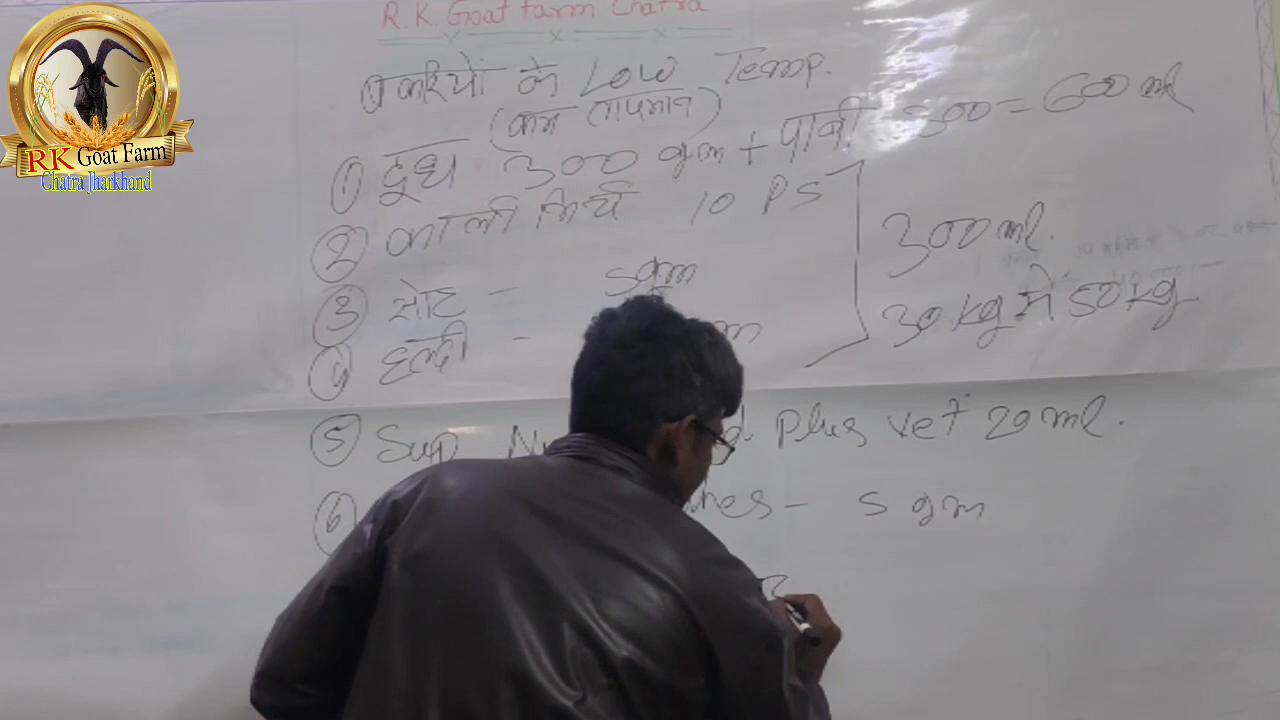 RK Goat Farm
Chatra Jharkhand
R.K. Goat farm Chatra
बकरियों के Low Temp.
(कम तापमान)
① दूध 300 gm + पानी 300 = 600 ml
② काली मिर्च 10 PS
300 ml.
③ सोंठ - 5gm
30 Kg में 50 Kg
④ हल्दी -
⑤ Sup Plus Vet 20 ml.
⑥ - 5 gm